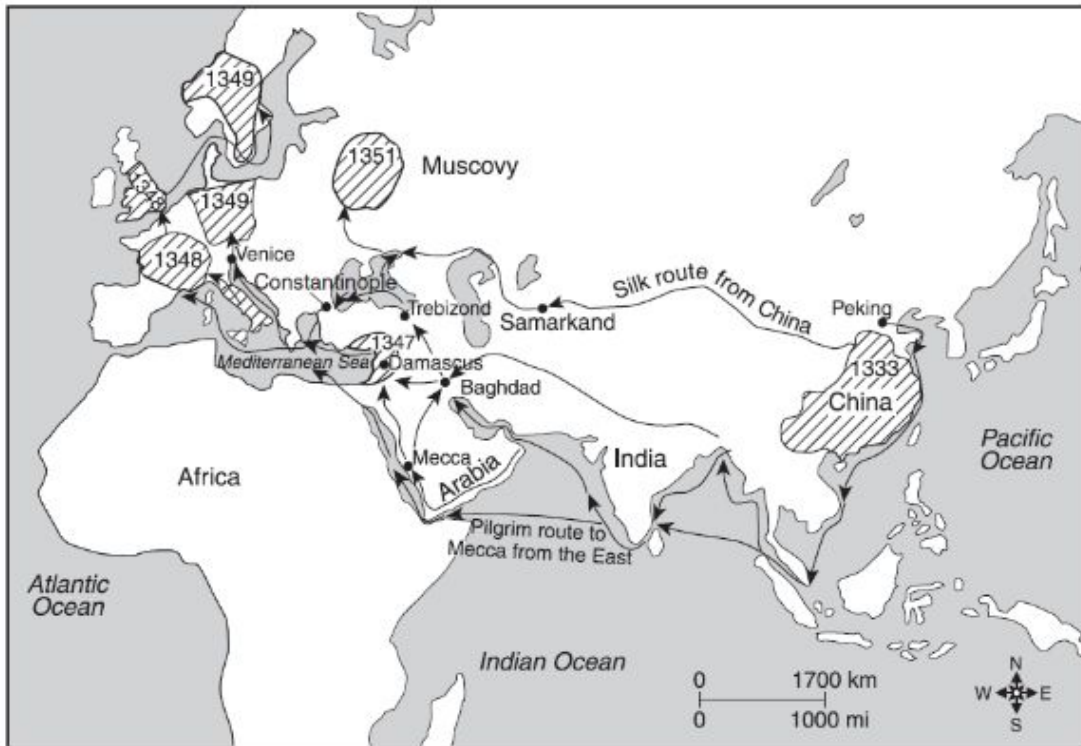 1349
1351
Muscovy
1349
1348
Venice
Constantinople
Trebizond
Samarkand
Silk route from
China
Peking
1347
Mediterranean Sea
Damascus
Baghdad
1333
China
Pacific
Ocean
Africa
Mecca
Arabia
India
Pilgrim route to
Mecca from the East
Atlantic
Ocean
Indian Ocean
0 1700 km
0 1000 mi
N
W E
S